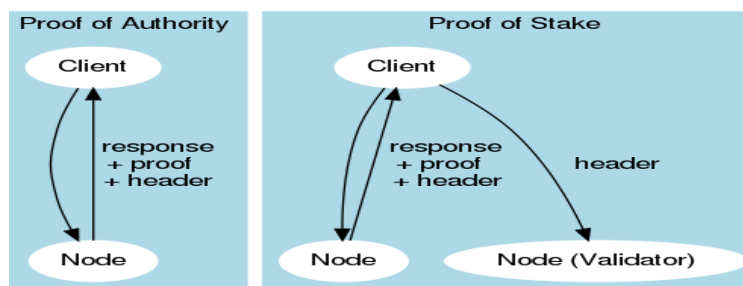 Proof of Authority
Client
response
+ proof
+ header
Node
Proof of Stake
Client
response
+ proof
+ header
header
Node
Node (Validator)